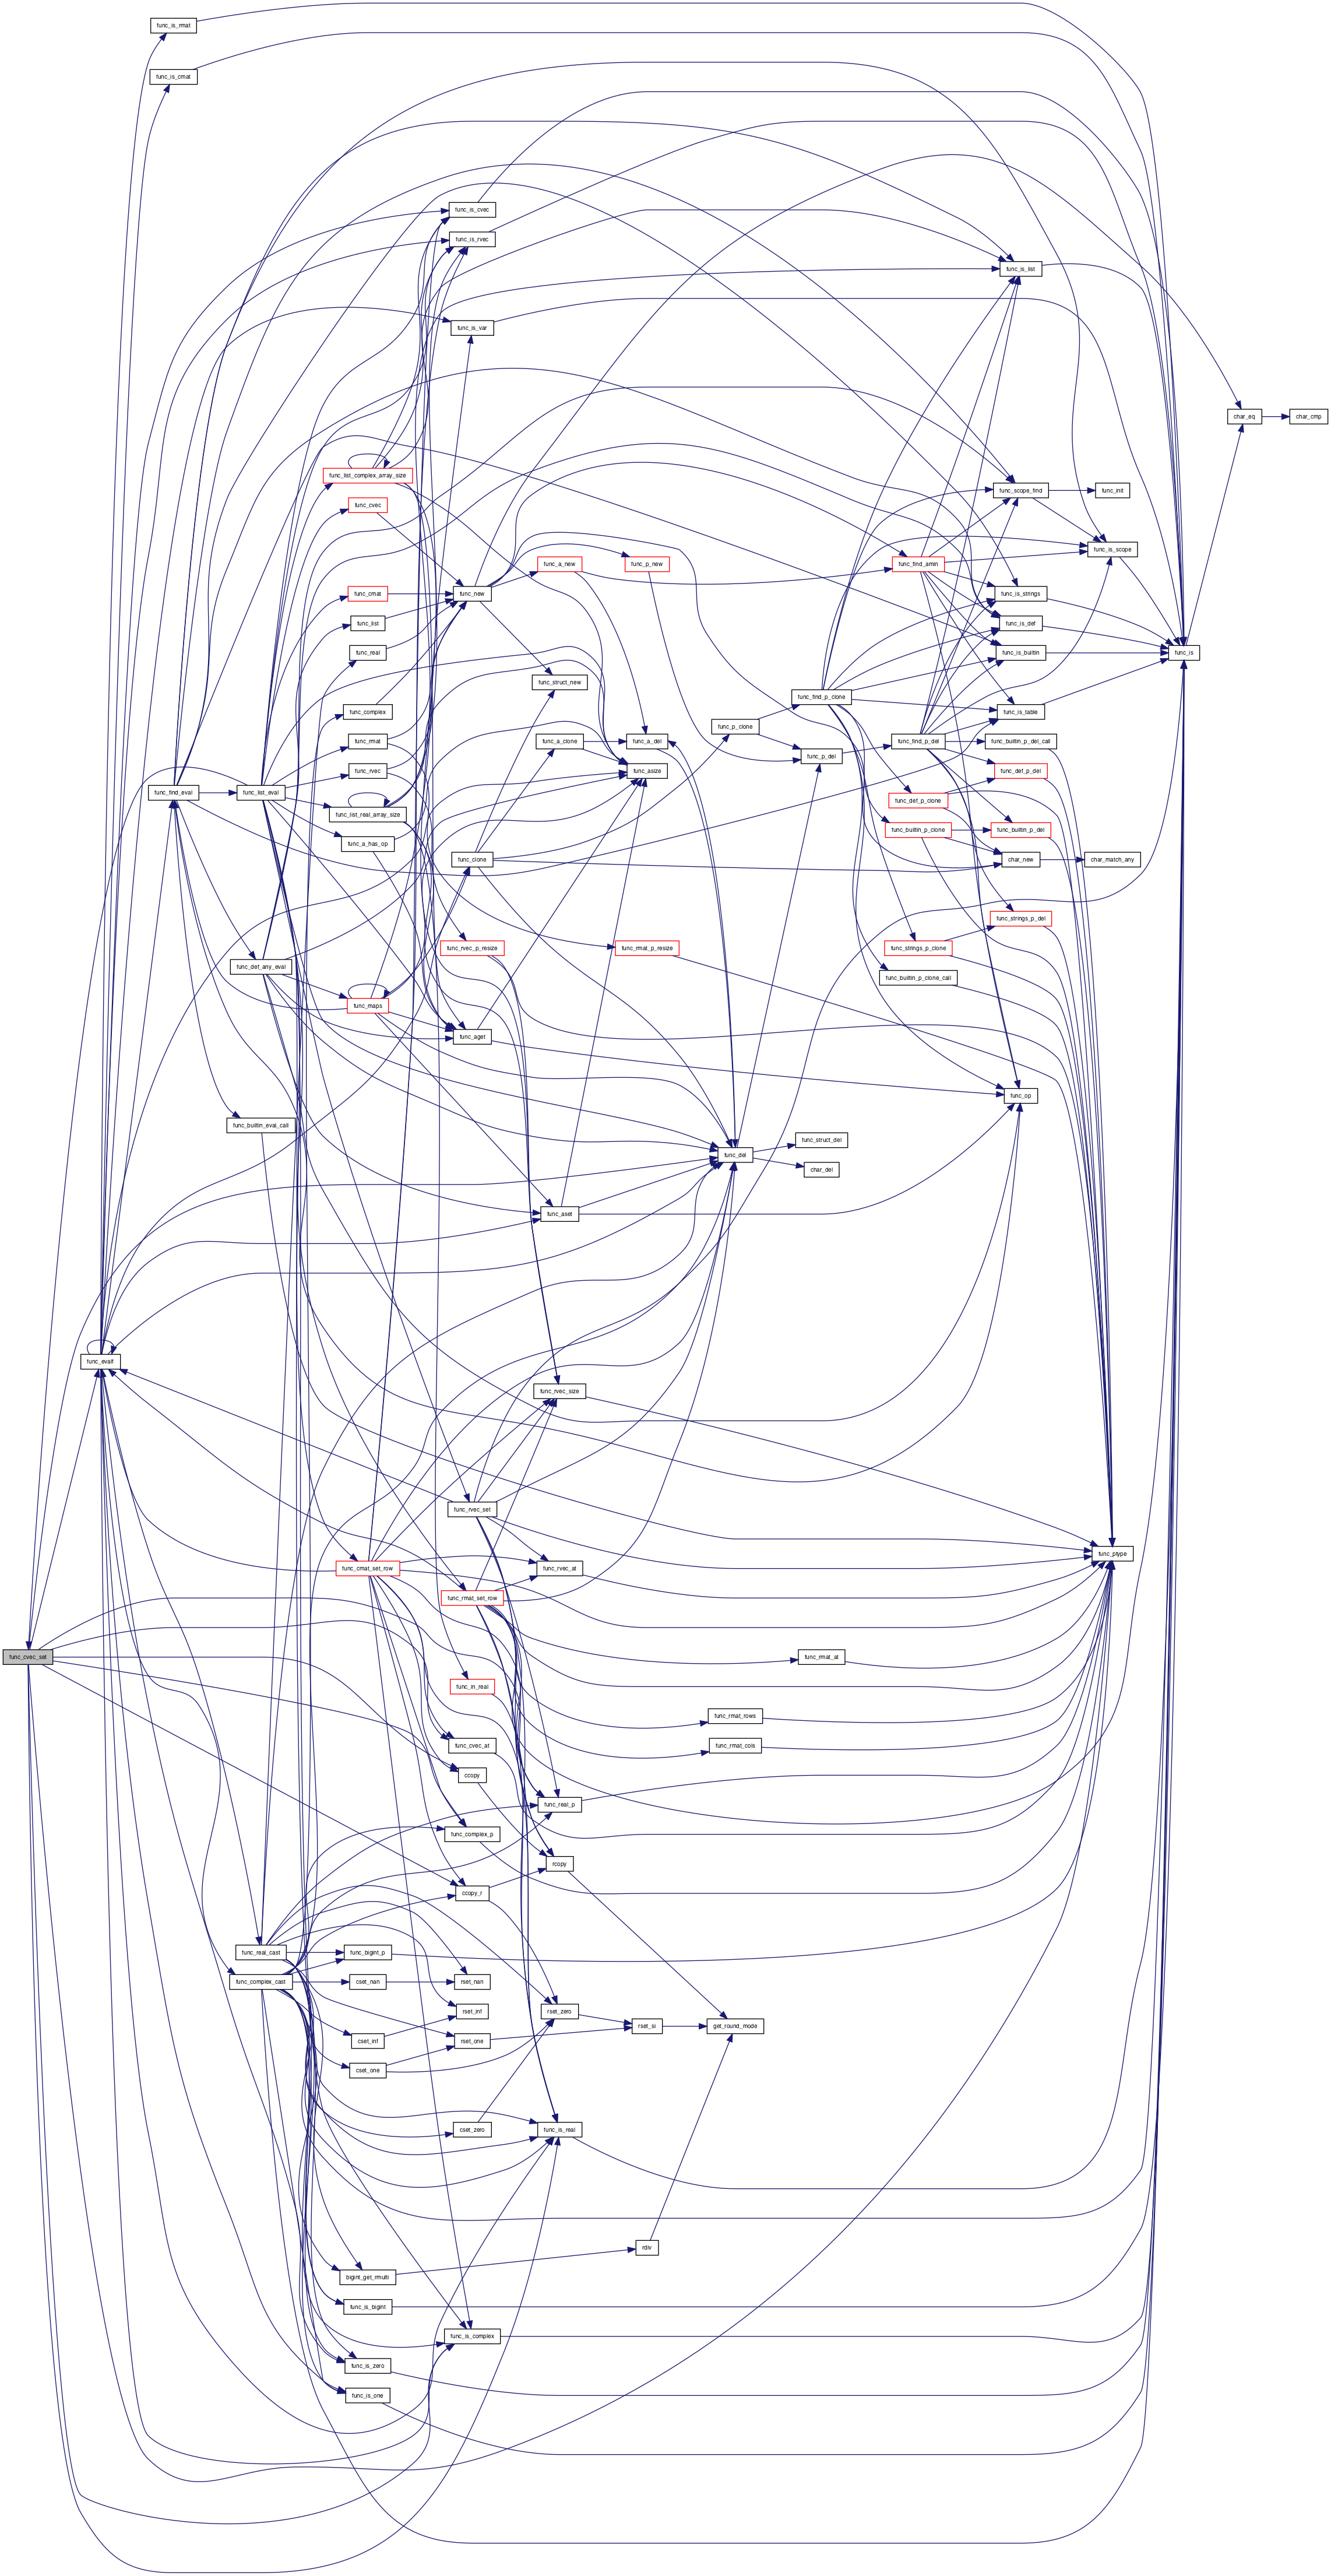 func_is_rmat
func_is_cmat
func_is_cvec
func_is_rvec
func_is_list
func_is_var
char_eq
char_cmp
func_list_complex_array_size
func_scope_find
func_init
func_cvec
func_is_scope
func_a_new
func_p_new
func_find_amin
func_cmat
func_new
func_is_strings
func_list
func_is_def
func_real
func_is_builtin
func_is
func_struct_new
func_find_p_clone
func_complex
func_is_table
func_p_clone
func_rmat
func_a_clone
func_a_del
func_find_p_del
func_builtin_p_del_call
func_p_del
func_rvec
func_asize
func_def_p_del
func_find_eval
func_list_eval
func_def_p_clone
func_list_real_array_size
func_builtin_p_clone
func_builtin_p_del
func_a_has_op
func_clone
char_new
char_match_any
func_strings_p_del
func_rvec_p_resize
func_rmat_p_resize
func_strings_p_clone
func_def_any_eval
func_builtin_p_clone_call
func_maps
func_aget
func_op
func_builtin_eval_call
func_struct_del
func_del
char_del
func_aset
func_evalf
func_rvec_size
func_rvec_set
func_ptype
func_cmat_set_row
func_rvec_at
func_rmat_set_row
func_cvec_set
func_rmat_at
func_in_real
func_rmat_rows
func_cvec_at
func_rmat_cols
ccopy
func_real_p
func_complex_p
rcopy
ccopy_r
func_real_cast
func_bigint_p
func_complex_cast
cset_nan
rset_nan
rset_inf
rset_zero
rset_si
get_round_mode
cset_inf
rset_one
cset_one
cset_zero
func_is_real
rdiv
bigint_get_rmulti
func_is_bigint
func_is_complex
func_is_zero
func_is_one